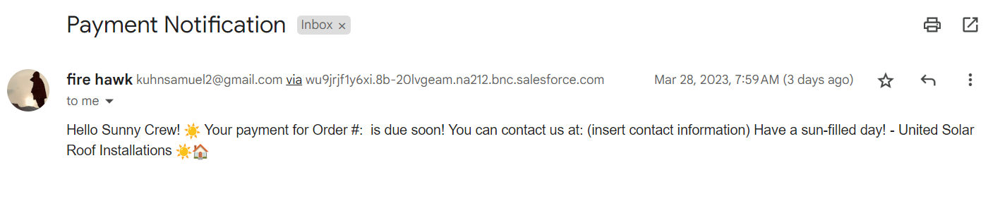 Payment Notification Inbox ×
fire hawk kuhnsamuel2@gmail.com via wu9jrjf1y6xi.8b-20lvgeam.na212.bnc.salesforce.com Mar 28, 2023, 7:59 AM (3 days ago)
to me
Hello Sunny Crew! ☀️ Your payment for Order #:  is due soon! You can contact us at: (insert contact information) Have a sun-filled day! - United Solar
Roof Installations ☀️🏠